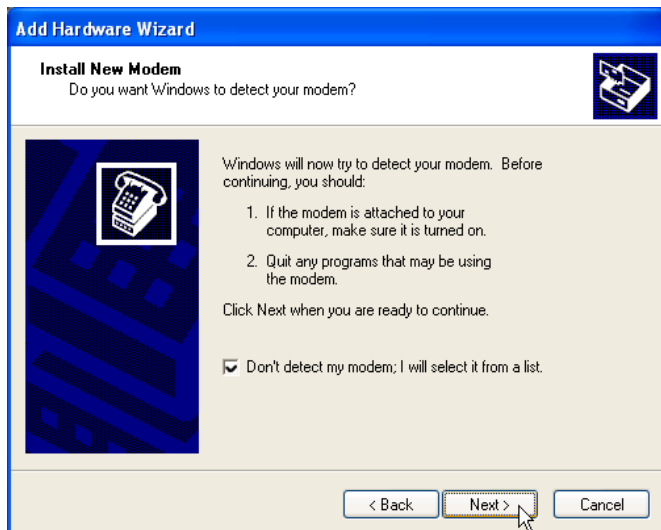 Add Hardware Wizard
Install New Modem
Do you want Windows to detect your modem?
Windows will now try to detect your modem.  Before
continuing, you should:
1. If the modem is attached to your
computer, make sure it is turned on.
2. Quit any programs that may be using
the modem.
Click Next when you are ready to continue.
Don't detect my modem; I will select it from a list.
< Back
Next >
Cancel